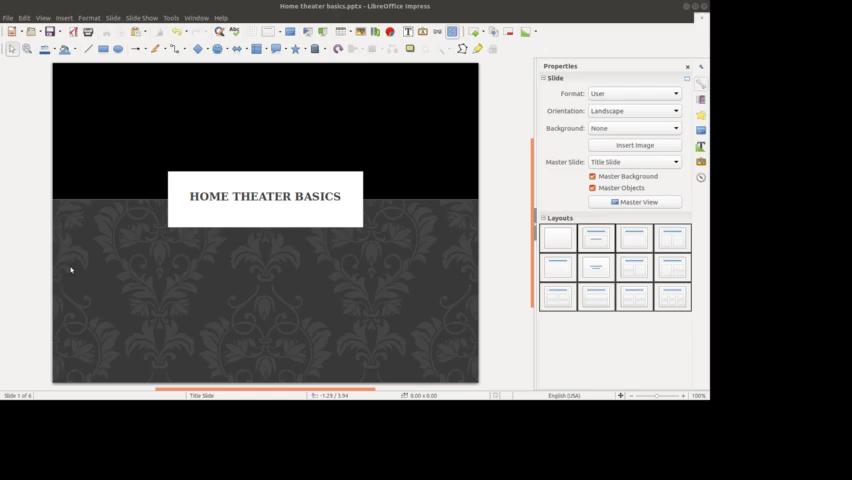 Home theater basics.pptx - LibreOffice Impress
File Edit View Insert Format Slide Slide Show Tools Window Help
HOME THEATER BASICS
Properties
Slide
Format: User
Orientation: Landscape
Background: None
Insert Image
Master Slide: Title Slide
Master Background
Master Objects
Master View
Layouts
Slide 1 of 6 Title Slide -1.29 / 3.94 0.00 x 0.00 English (USA) 100%